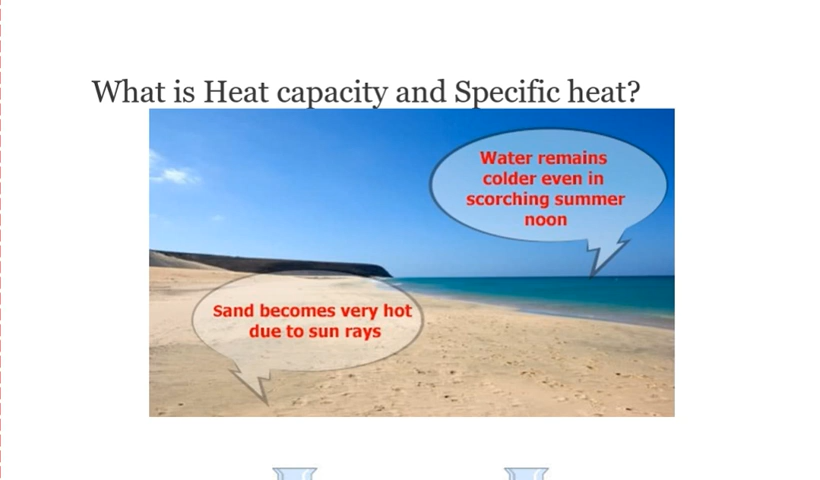 What is Heat capacity and Specific heat?
Water remains
colder even in
scorching summer
noon
Sand becomes very hot
due to sun rays